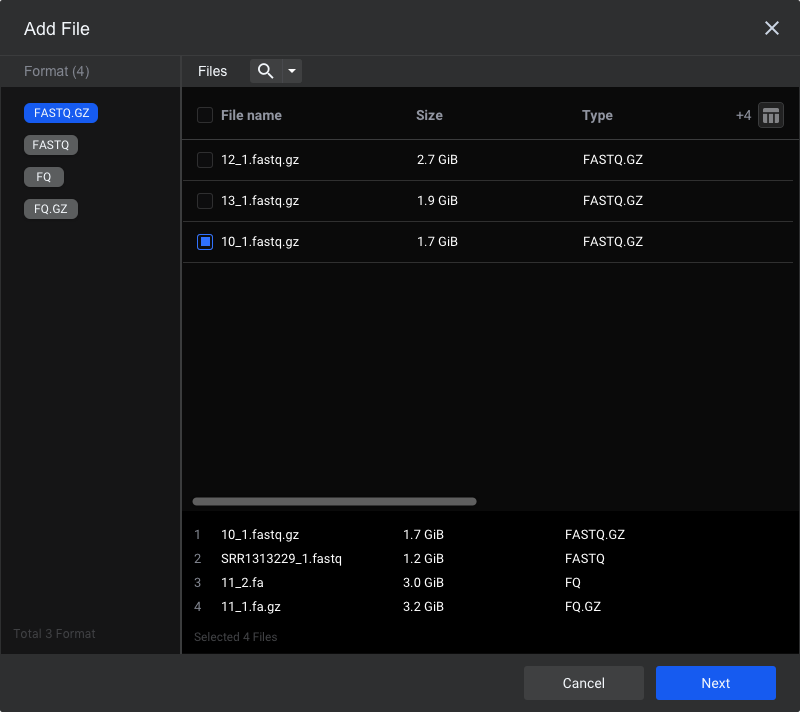 Add File
Format (4)
Files
FASTQ.GZ
FASTQ
FQ
FQ.GZ
Total 3 Format
File name Size Type +4
12_1.fastq.gz 2.7 GiB FASTQ.GZ
13_1.fastq.gz 1.9 GiB FASTQ.GZ
10_1.fastq.gz 1.7 GiB FASTQ.GZ
1 10_1.fastq.gz 1.7 GiB FASTQ.GZ
2 SRR1313229_1.fastq 1.2 GiB FASTQ
3 11_2.fa 3.0 GiB FQ
4 11_1.fa.gz 3.2 GiB FQ.GZ
Selected 4 Files
Cancel Next